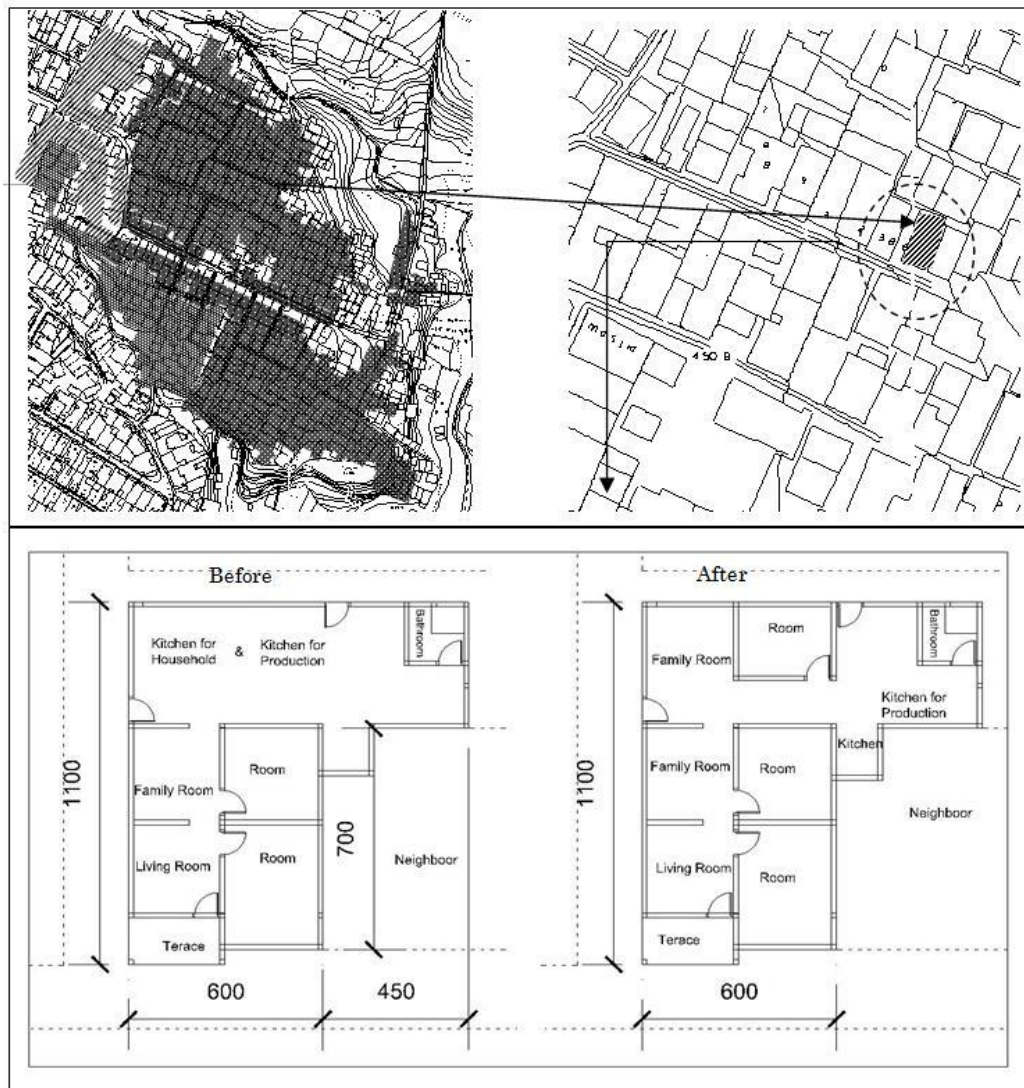 450 B
Before
Kitchen for
Household
&
Kitchen for
Production
Bathroom
Family Room
Room
Living Room
Room
Terace
Neighboor
1100
700
600
450
After
Room
Bathroom
Family Room
Kitchen for
Production
Kitchen
Family Room
Room
Neighboor
Living Room
Room
Terace
1100
600